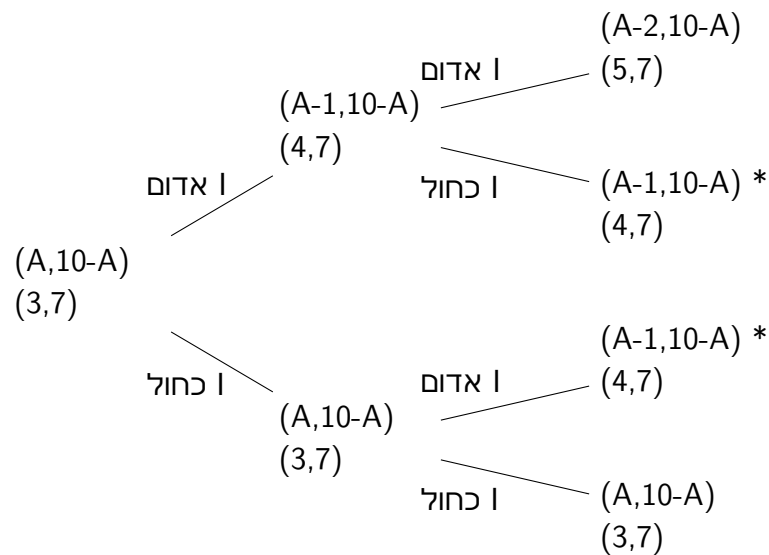 (A-2,10-A)
(5,7)
I אדום
(A-1,10-A)
(4,7)
I כחול
(A-1,10-A) *
(4,7)
I אדום
(A,10-A)
(3,7)
I כחול
(A-1,10-A) *
(4,7)
I אדום
(A,10-A)
(3,7)
I כחול
(A,10-A)
(3,7)